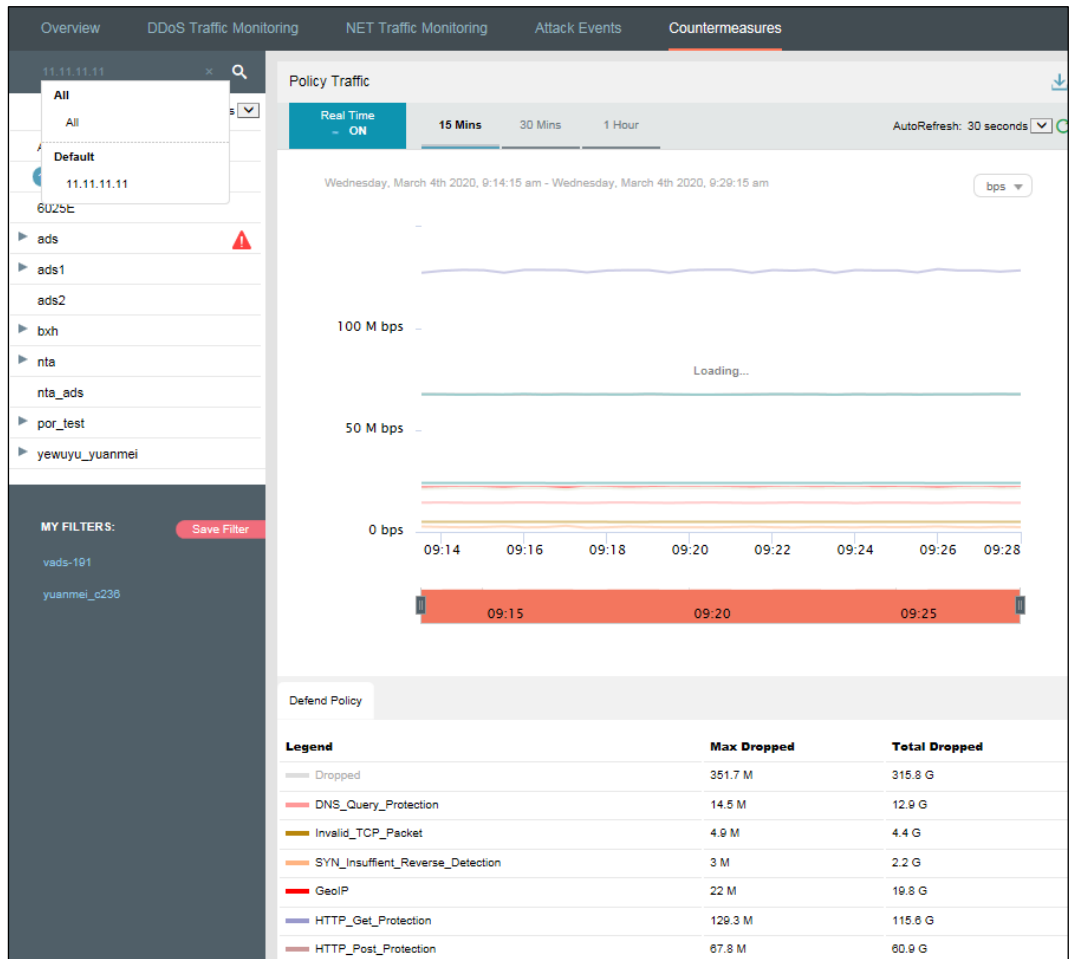 Overview DDoS Traffic Monitoring NET Traffic Monitoring Attack Events Countermeasures
11.11.11.11 ×
All
All
Default
11.11.11.11
6025E
ads
ads1
ads2
bxh
nta
nta_ads
por_test
yewuyu_yuanmei
MY FILTERS: Save Filter
vads-191
yuanmei_c236
Policy Traffic
Real Time
ON
15 Mins 30 Mins 1 Hour
AutoRefresh: 30 seconds
Wednesday, March 4th 2020, 9:14:15 am - Wednesday, March 4th 2020, 9:29:15 am
bps
100 M bps
Loading...
50 M bps
0 bps
09:14 09:16 09:18 09:20 09:22 09:24 09:26 09:28
09:15 09:20 09:25
Defend Policy
Legend Max Dropped Total Dropped
Dropped 351.7 M 315.8 G
DNS_Query_Protection 14.5 M 12.9 G
Invalid_TCP_Packet 4.9 M 4.4 G
SYN_Insuffient_Reverse_Detection 3 M 2.2 G
GeoIP 22 M 19.8 G
HTTP_Get_Protection 129.3 M 115.6 G
HTTP_Post_Protection 67.8 M 60.9 G